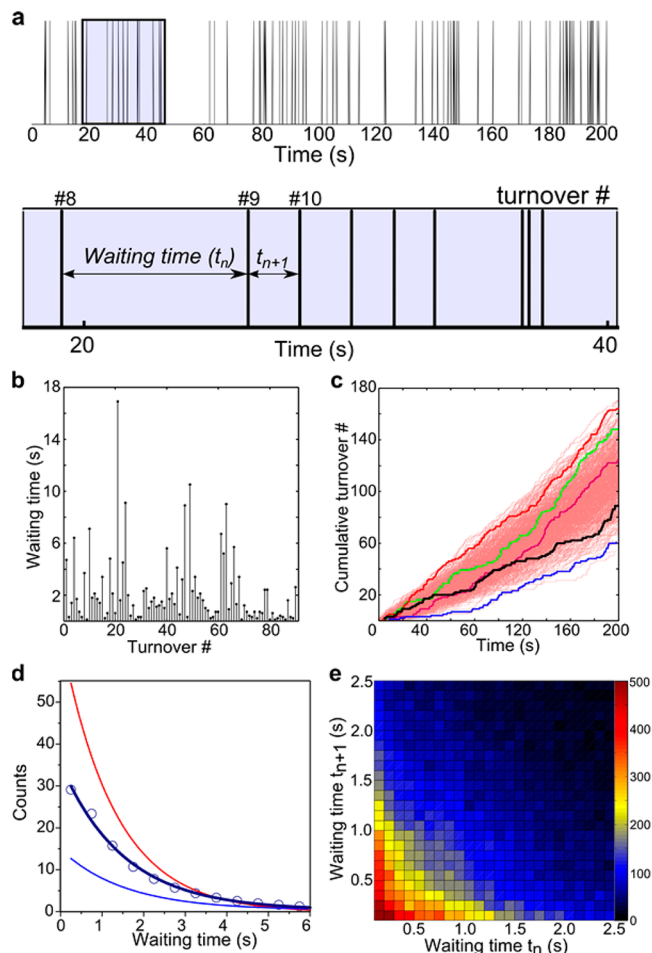 a
0 20 40 60 80 100 120 140 160 180 200
Time (s)
#8 #9 #10 turnover #
Waiting time (tn) tn+1
20 Time (s) 40
b
18
14
10
6
2
Waiting time (s)
0 20 40 60 80
Turnover #
c
180
140
100
60
20
Cumulative turnover #
40 80 120 160 200
Time (s)
d
50
40
30
20
10
0
Counts
0 1 2 3 4 5 6
Waiting time (s)
e
2.5
2.0
1.5
1.0
0.5
Waiting time tn+1 (s)
0.5 1.0 1.5 2.0 2.5
Waiting time tn (s)
500
400
300
200
100
0